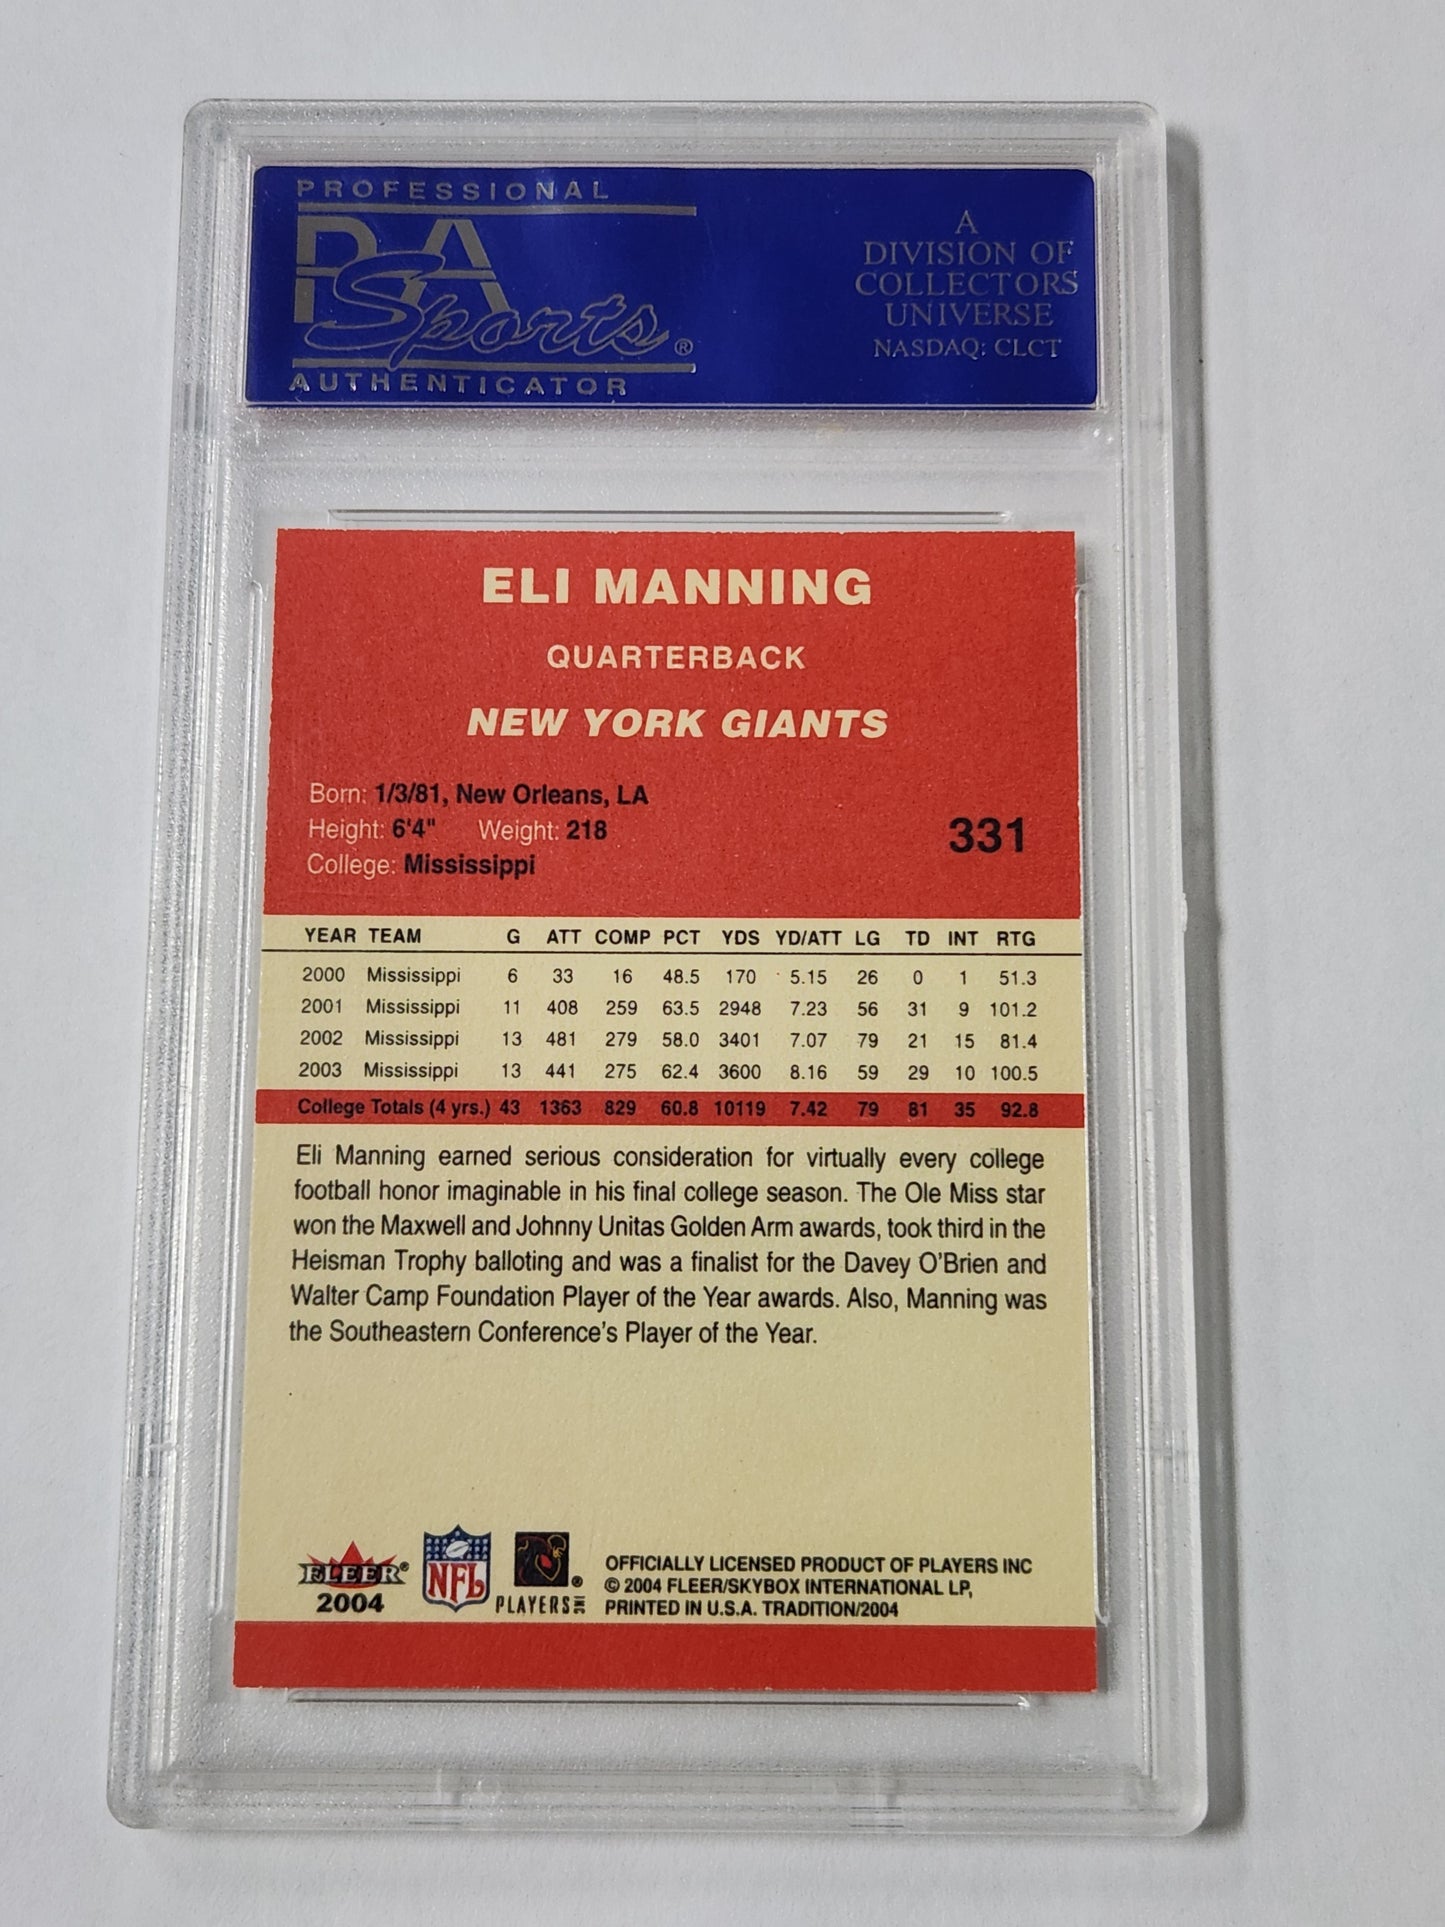 PROFESSIONAL
PSA
Sports®
AUTHENTICATOR
A
DIVISION OF
COLLECTORS
UNIVERSE
NASDAQ: CLCT
ELI MANNING
QUARTERBACK
NEW YORK GIANTS
Born: 1/3/81, New Orleans, LA
Height: 6'4" Weight: 218
College: Mississippi
331
YEAR TEAM G ATT COMP PCT YDS YD/ATT LG TD INT RTG
2000 Mississippi 6 33 16 48.5 170 5.15 26 0 1 51.3
2001 Mississippi 11 408 259 63.5 2948 7.23 56 31 9 101.2
2002 Mississippi 13 481 279 58.0 3401 7.07 79 21 15 81.4
2003 Mississippi 13 441 275 62.4 3600 8.16 59 29 10 100.5
College Totals (4 yrs.) 43 1363 829 60.8 10119 7.42 79 81 35 92.8
Eli Manning earned serious consideration for virtually every college
football honor imaginable in his final college season. The Ole Miss star
won the Maxwell and Johnny Unitas Golden Arm awards, took third in the
Heisman Trophy balloting and was a finalist for the Davey O'Brien and
Walter Camp Foundation Player of the Year awards. Also, Manning was
the Southeastern Conference's Player of the Year.
FLEER®
2004
NFL
®
PLAYERS INC
OFFICIALLY LICENSED PRODUCT OF PLAYERS INC
© 2004 FLEER/SKYBOX INTERNATIONAL LP,
PRINTED IN U.S.A. TRADITION/2004